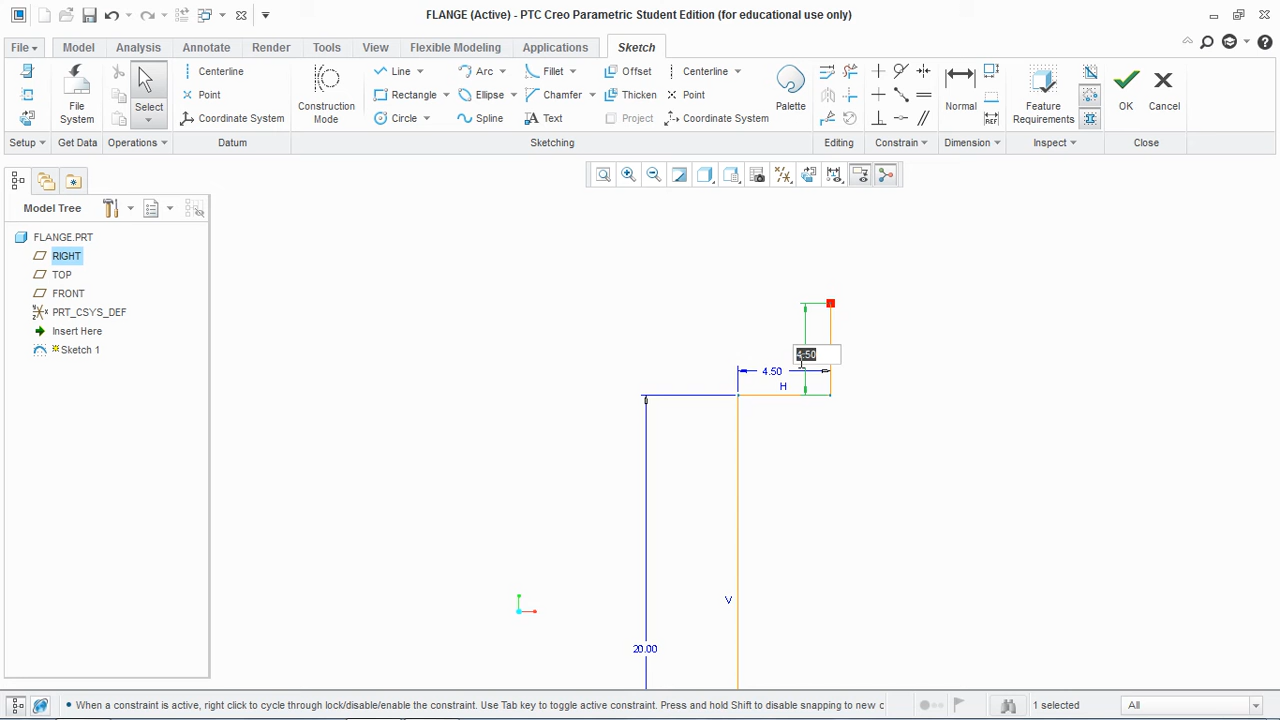 FLANGE (Active) - PTC Creo Parametric Student Edition (for educational use only)
File Model Analysis Annotate Render Tools View Flexible Modeling Applications Sketch
Centerline Line Arc Fillet Offset Centerline
Point Rectangle Ellipse Chamfer Thicken Point
Coordinate System Circle Spline Text Project Coordinate System
File System
Select
Construction Mode
Palette
Normal
REF
Feature Requirements
OK
Cancel
Setup Get Data Operations Datum Sketching Editing Constrain Dimension Inspect Close
Model Tree
FLANGE.PRT
RIGHT
TOP
FRONT
PRT_CSYS_DEF
Insert Here
Sketch 1
4.50
4.50
H
V
20.00
• When a constraint is active, right click to cycle through lock/disable/enable the constraint. Use Tab key to toggle active constraint. Press and hold Shift to disable snapping to new c
1 selected
All